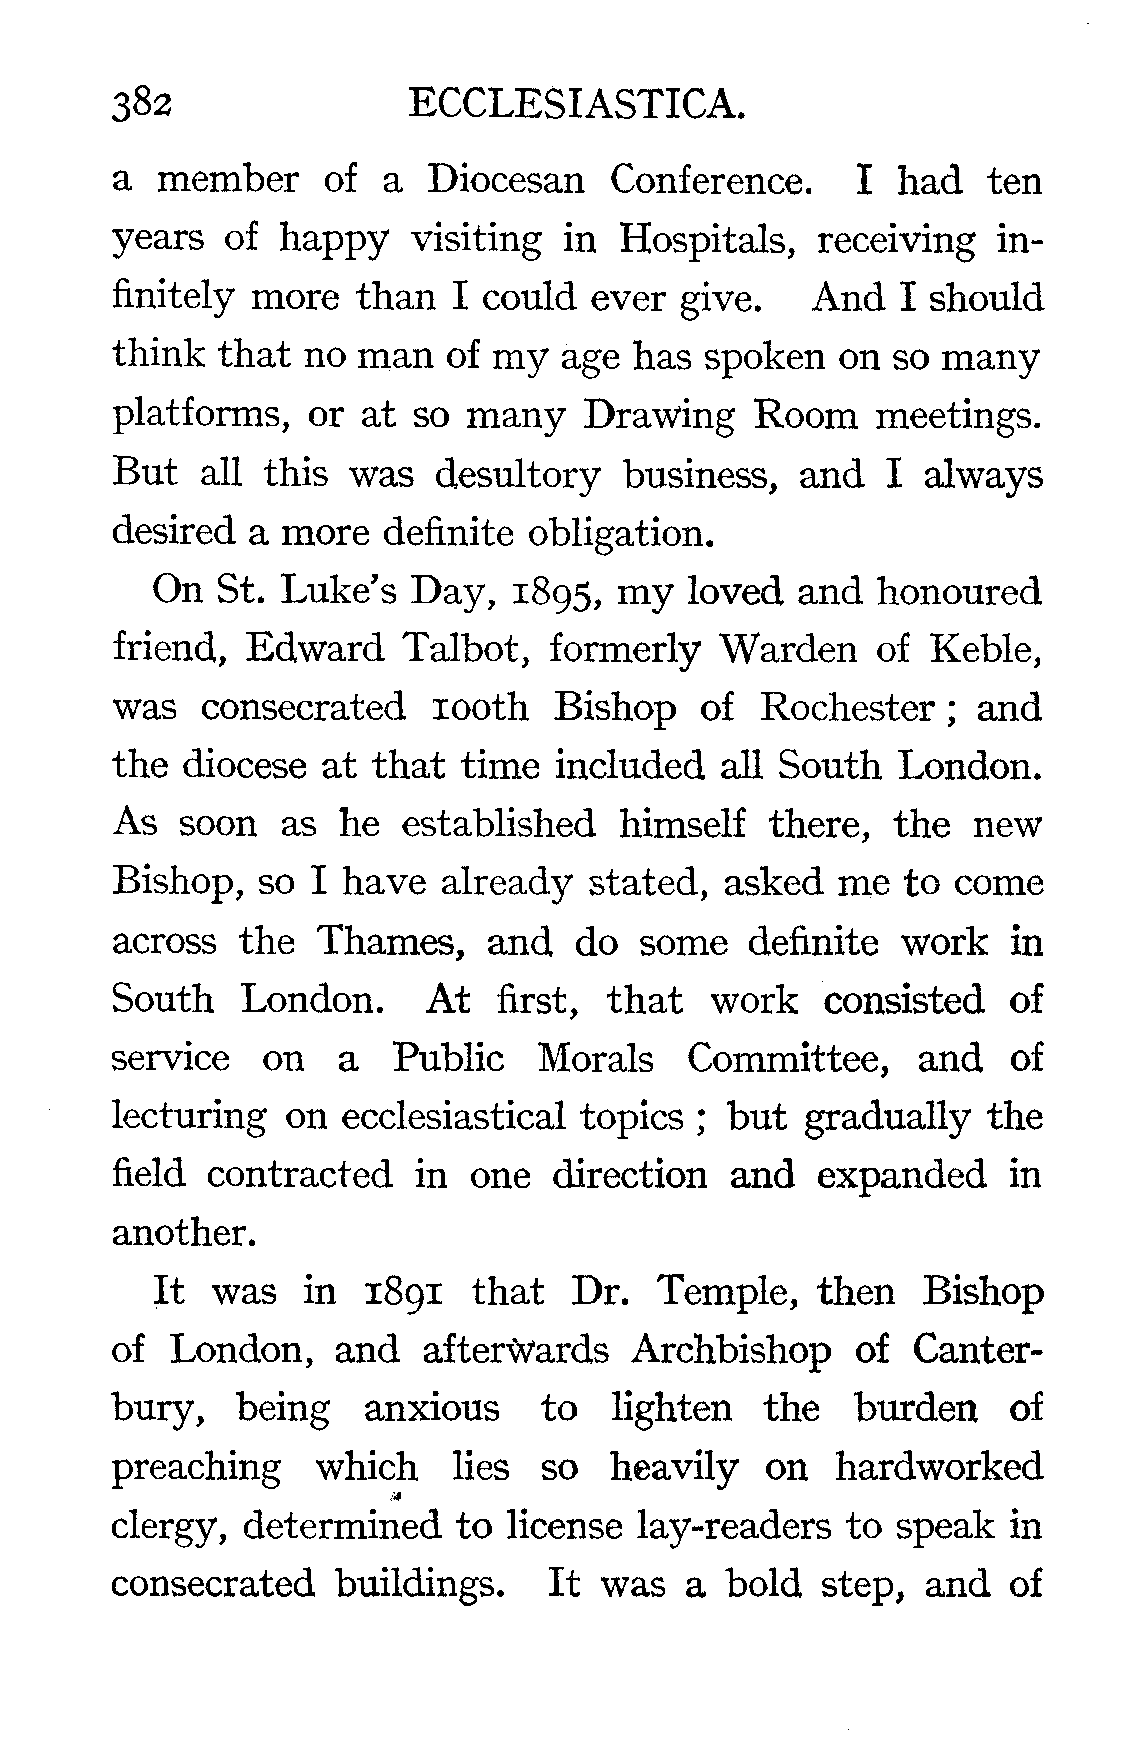 382 ECCLESIASTICA.
a member of a Diocesan Conference. I had ten
years of happy visiting in Hospitals, receiving in-
finitely more than I could ever give. And I should
think that no man of my age has spoken on so many
platforms, or at so many Drawing Room meetings.
But all this was desultory business, and I always
desired a more definite obligation.
On St. Luke's Day, 1895, my loved and honoured
friend, Edward Talbot, formerly Warden of Keble,
was consecrated 100th Bishop of Rochester ; and
the diocese at that time included all South London.
As soon as he established himself there, the new
Bishop, so I have already stated, asked me to come
across the Thames, and do some definite work in
South London. At first, that work consisted of
service on a Public Morals Committee, and of
lecturing on ecclesiastical topics ; but gradually the
field contracted in one direction and expanded in
another.
It was in 1891 that Dr. Temple, then Bishop
of London, and afterwards Archbishop of Canter-
bury, being anxious to lighten the burden of
preaching which lies so heavily on hardworked
clergy, determined to license lay-readers to speak in
consecrated buildings. It was a bold step, and of